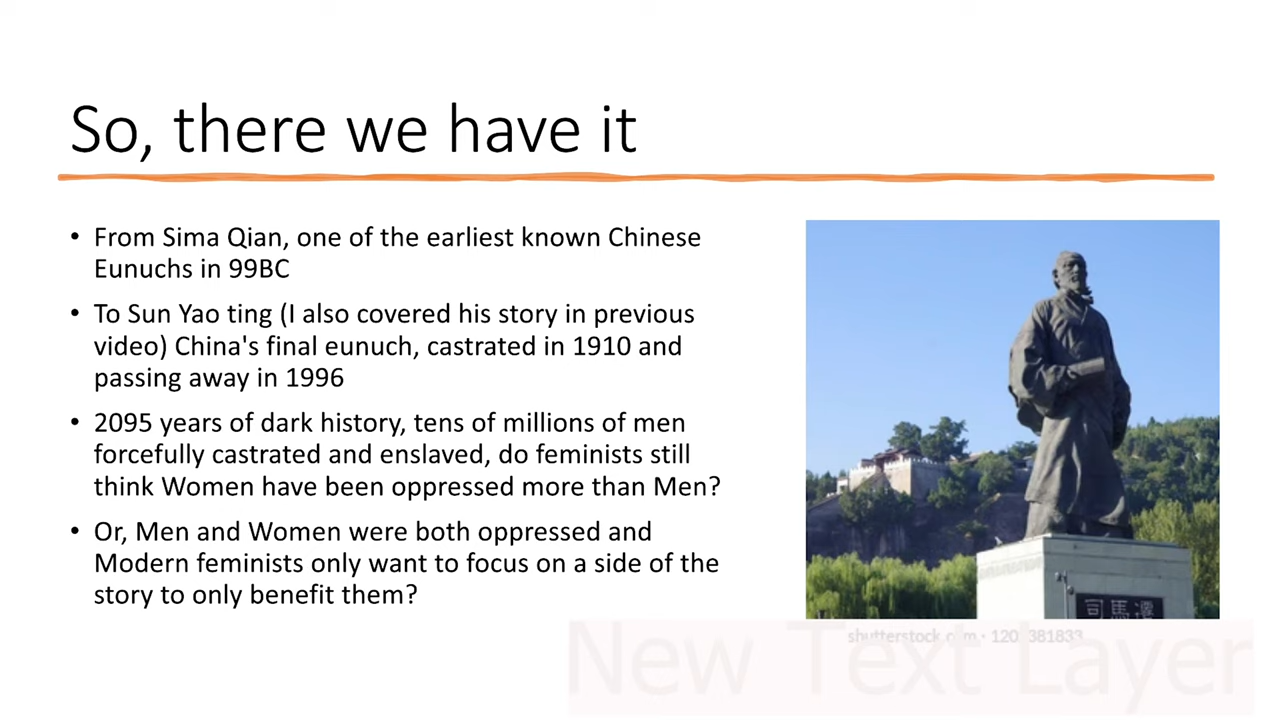 So, there we have it
• From Sima Qian, one of the earliest known Chinese
Eunuchs in 99BC
• To Sun Yao ting (I also covered his story in previous
video) China's final eunuch, castrated in 1910 and
passing away in 1996
• 2095 years of dark history, tens of millions of men
forcefully castrated and enslaved, do feminists still
think Women have been oppressed more than Men?
• Or, Men and Women were both oppressed and
Modern feminists only want to focus on a side of the
story to only benefit them?
司馬遷
shutterstock.com ·
New Text Layer